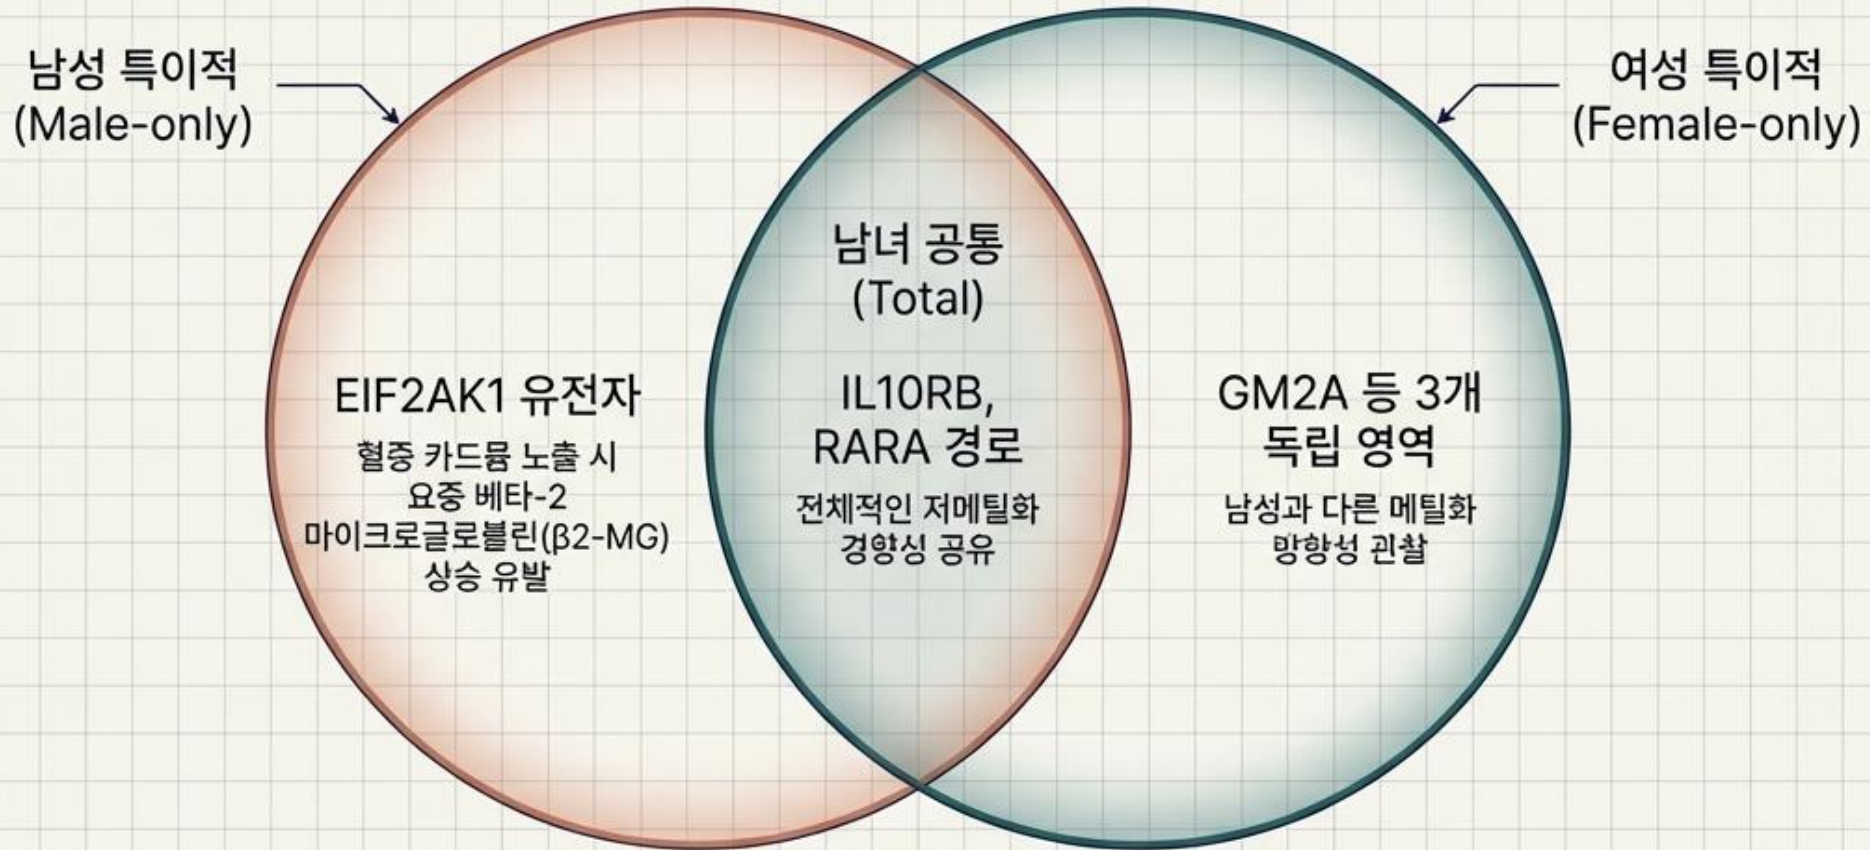 남성 특이적
(Male-only)
여성 특이적
(Female-only)
남녀 공통
(Total)
EIF2AK1 유전자
혈중 카드뮴 노출 시
요중 베타-2
마이크로글로불린(β2-MG)
상승 유발
IL10RB,
RARA 경로
전체적인 저메틸화
경향성 공유
GM2A 등 3개
독립 영역
남성과 다른 메틸화
방향성 관찰